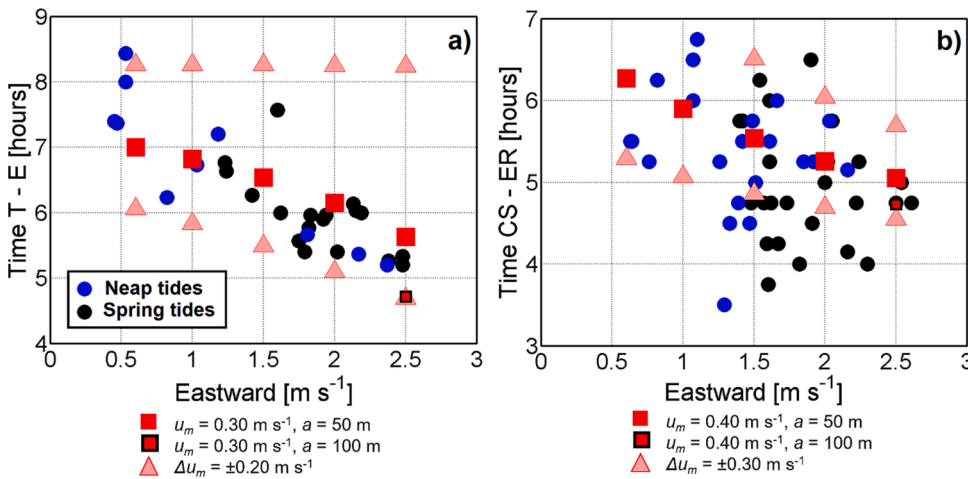 a)
Time T - E [hours]
9
8
7
6
5
4
Neap tides
Spring tides
0 0.5 1 1.5 2 2.5 3
Eastward [m s⁻¹]
uₘ = 0.30 m s⁻¹, a = 50 m
uₘ = 0.30 m s⁻¹, a = 100 m
Δuₘ = ±0.20 m s⁻¹
b)
Time CS - ER [hours]
7
6
5
4
3
0 0.5 1 1.5 2 2.5 3
Eastward [m s⁻¹]
uₘ = 0.40 m s⁻¹, a = 50 m
uₘ = 0.40 m s⁻¹, a = 100 m
Δuₘ = ±0.30 m s⁻¹